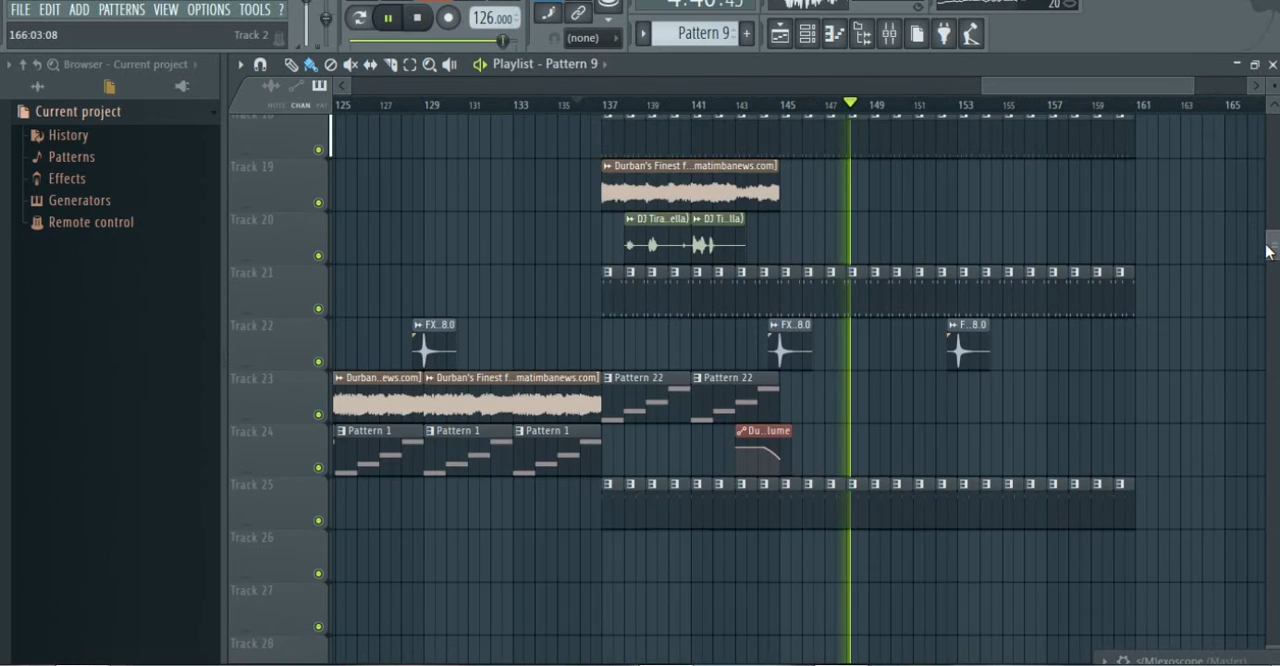 FILE EDIT ADD PATTERNS VIEW OPTIONS TOOLS ?
166:03:08
Track 2
126.000
(none)
Pattern 9
20
Browser - Current project
Playlist - Pattern 9
NOTE CHAN PAT
Current project
History
Patterns
Effects
Generators
Remote control
125 127 129 131 133 135 137 139 141 143 145 147 149 151 153 155 157 159 161 163 165
Track 19
Durban's Finest f...matimbanews.com]
Track 20
DJ Tira...ella) DJ Ti...lla)
Track 21
Track 22
FX..8.0 FX..8.0 F...8.0
Track 23
Durban..ews.com] Durban's Finest f...matimbanews.com] Pattern 22 Pattern 22
Track 24
Pattern 1 Pattern 1 Pattern 1 Du...lume
Track 25
Track 26
Track 27
Track 28